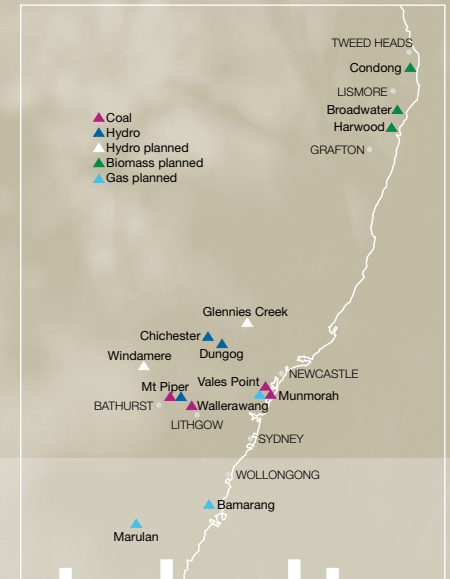 TWEED HEADS
Condong
LISMORE
Broadwater
Harwood
GRAFTON
Coal
Hydro
Hydro planned
Biomass planned
Gas planned
Glennies Creek
Chichester
Dungog
Windamere
NEWCASTLE
Vales Point
Mt Piper
Munmorah
BATHURST
Wallerawang
LITHGOW
SYDNEY
WOLLONGONG
Bamarang
Marulan